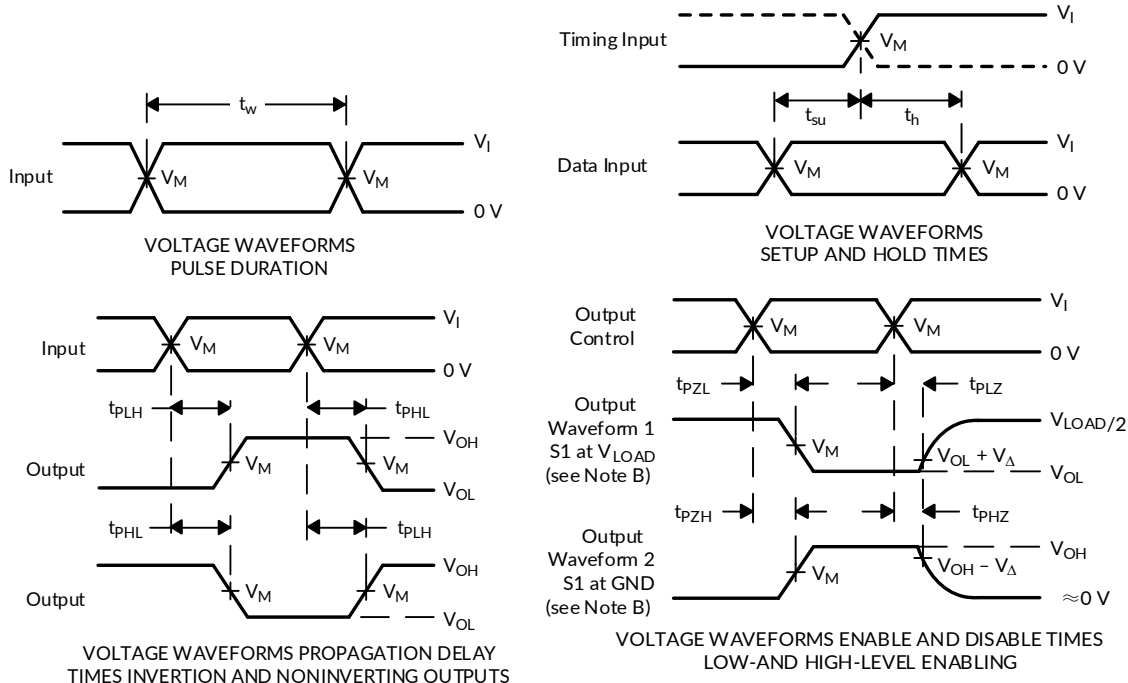 t_w
Input
V_M
V_M
V_I
0 V
VOLTAGE WAVEFORMS
PULSE DURATION
Timing Input
V_M
V_I
0 V
t_su
t_h
Data Input
V_M
V_M
V_I
0 V
VOLTAGE WAVEFORMS
SETUP AND HOLD TIMES
Input
V_M
V_M
V_I
0 V
t_PLH
t_PHL
Output
V_M
V_M
V_OH
V_OL
t_PHL
t_PLH
Output
V_M
V_M
V_OH
V_OL
VOLTAGE WAVEFORMS PROPAGATION DELAY
TIMES INVERTION AND NONINVERTING OUTPUTS
Output
Control
V_M
V_M
V_I
0 V
t_PZL
t_PLZ
Output
Waveform 1
S1 at V_LOAD
(see Note B)
V_M
V_LOAD/2
V_OL + V_Δ
V_OL
t_PZH
t_PHZ
Output
Waveform 2
S1 at GND
(see Note B)
V_M
V_OH
V_OH – V_Δ
≈0 V
VOLTAGE WAVEFORMS ENABLE AND DISABLE TIMES
LOW-AND HIGH-LEVEL ENABLING